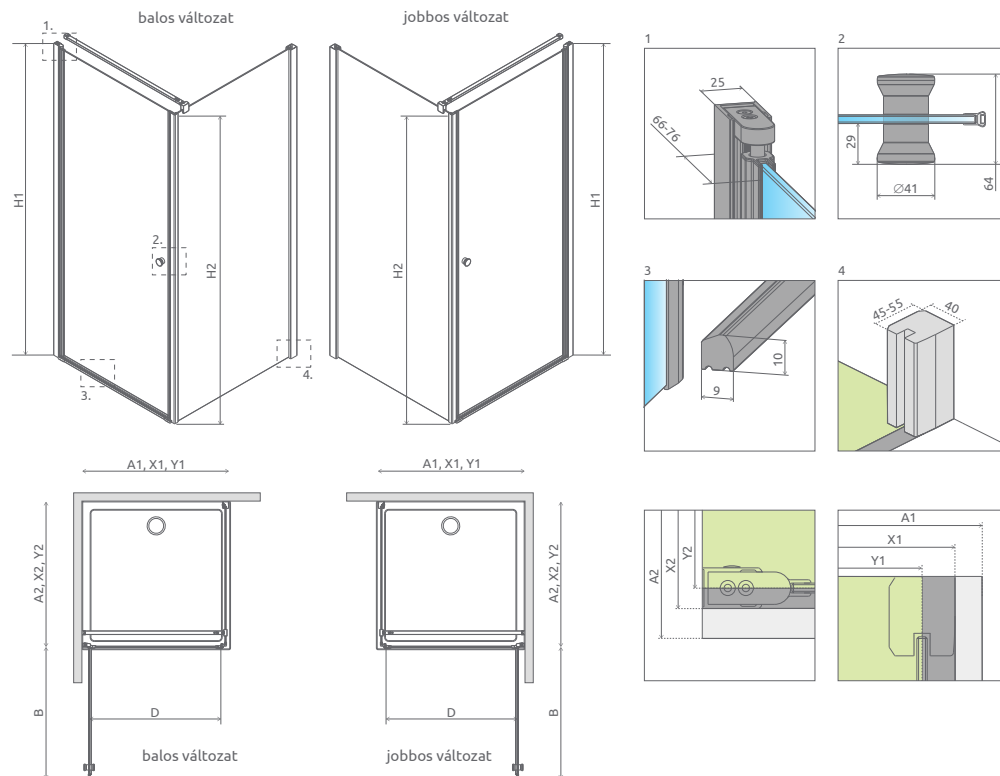 balos változat
jobbos változat
1.
H1
2.
H2
3.
4.
H2
H1
1
25
66-76
2
29
Ø41
64
3
10
9
4
45-55
40
A1, X1, Y1
A2, X2, Y2
B
D
balos változat
A1, X1, Y1
A2, X2, Y2
B
D
jobbos változat
A2
X2
Y2
A1
X1
Y1